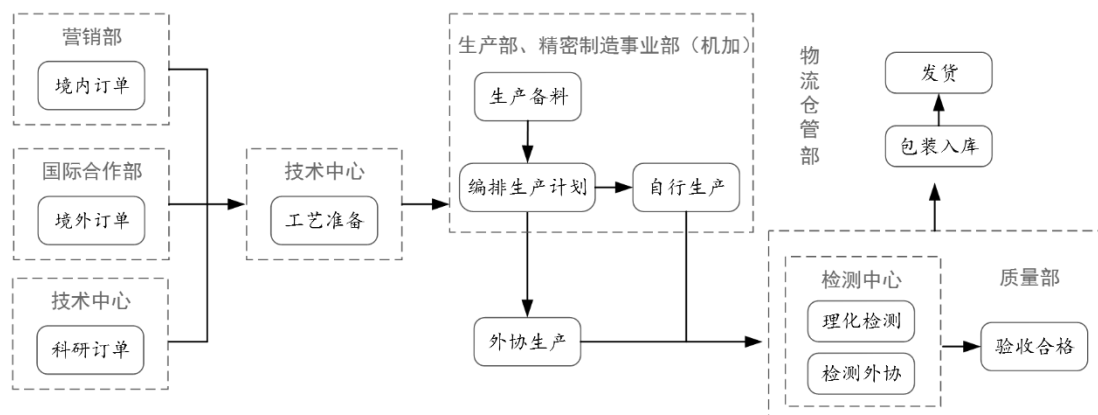 营销部
境内订单
国际合作部
境外订单
技术中心
科研订单
技术中心
工艺准备
生产部、精密制造事业部（机加）
生产备料
编排生产计划
自行生产
外协生产
检测中心
理化检测
检测外协
质量部
验收合格
物流仓管部
包装入库
发货